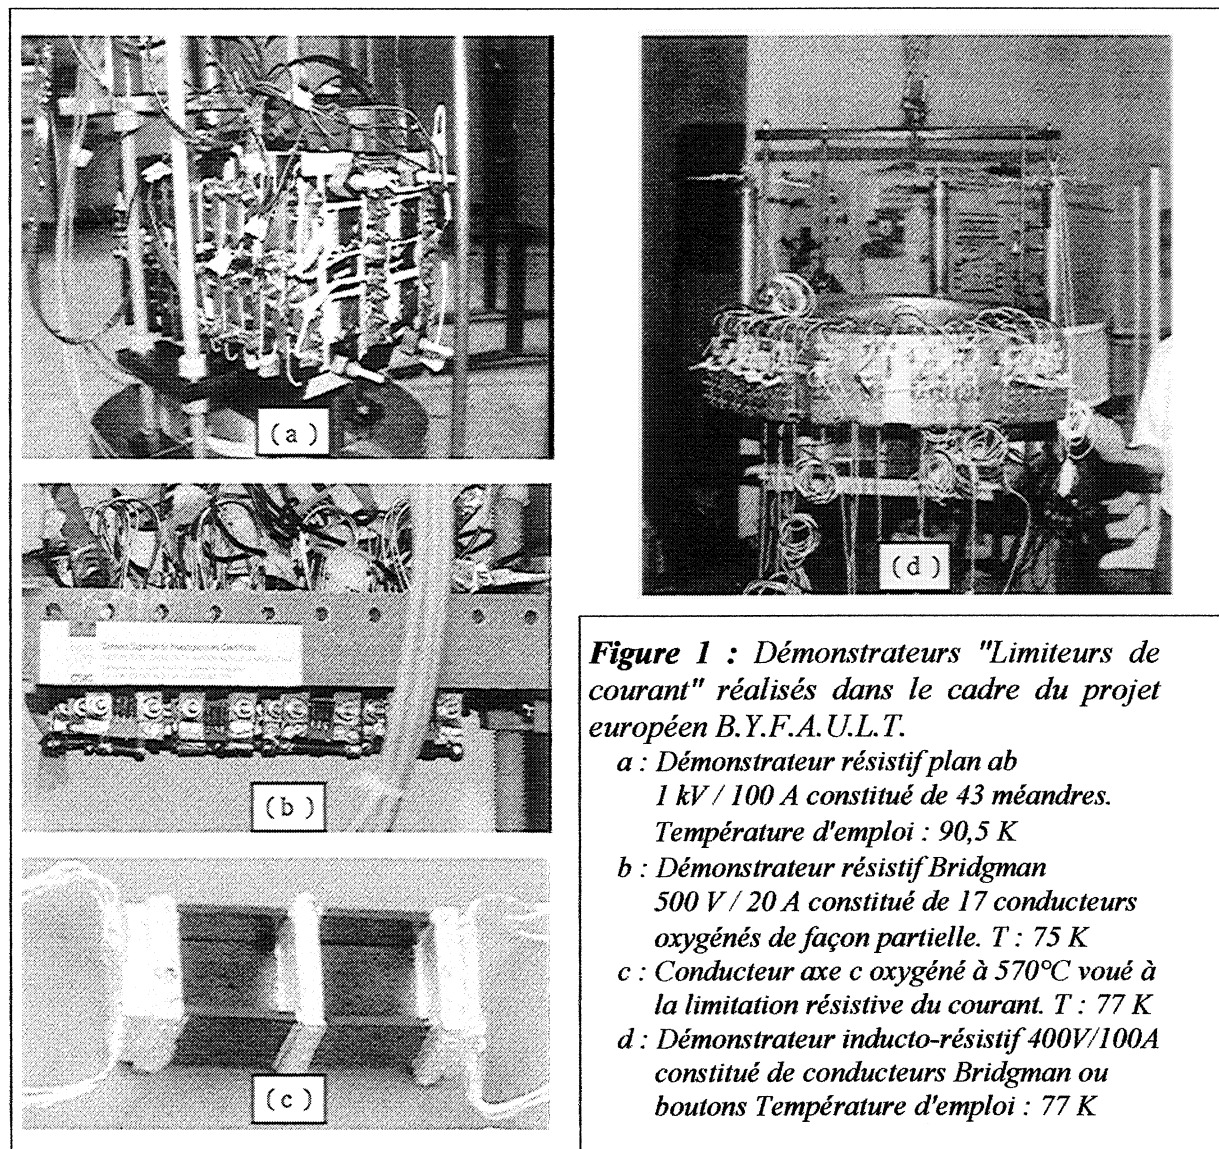 ( a )
( b )
( c )
( d )
Figure 1 : Démonstrateurs "Limiteurs de
courant" réalisés dans le cadre du projet
européen B.Y.F.A.U.L.T.
a : Démonstrateur résistif plan ab
1 kV / 100 A constitué de 43 méandres.
Température d'emploi : 90,5 K
b : Démonstrateur résistif Bridgman
500 V / 20 A constitué de 17 conducteurs
oxygénés de façon partielle. T : 75 K
c : Conducteur axe c oxygéné à 570°C voué à
la limitation résistive du courant. T : 77 K
d : Démonstrateur inducto-résistif 400V/100A
constitué de conducteurs Bridgman ou
boutons Température d'emploi : 77 K